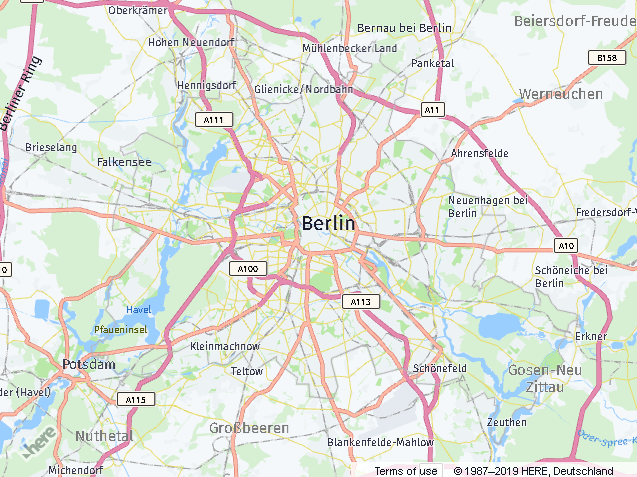 Oberkrämer
Beiersdorf-Freude
Bernau bei Berlin
Höhen Neuendorf
Mühlenbecker Land
B158
Panketal
Berliner Ring
Hennigsdorf
Glienicke/Nordbahn
Werneuchen
A11
A111
Brieselang
Falkensee
Ahrensfelde
Neuenhagen bei
Berlin
Fredersdorf-V
Berlin
A10
0
A100
Schöneiche bei
Berlin
A113
Havel
Pfaueninsel
Erkner
Kleinmachnow
Potsdam
Teltow
Schönefeld
Gosen-Neu
Zittau
der (Havel)
A115
Zeuthen
Großbeeren
Nuthetal
here
Blankenfelde-Mahlow
Oder-Spree-K
Michendorf
Terms of use
© 1987–2019 HERE, Deutschland